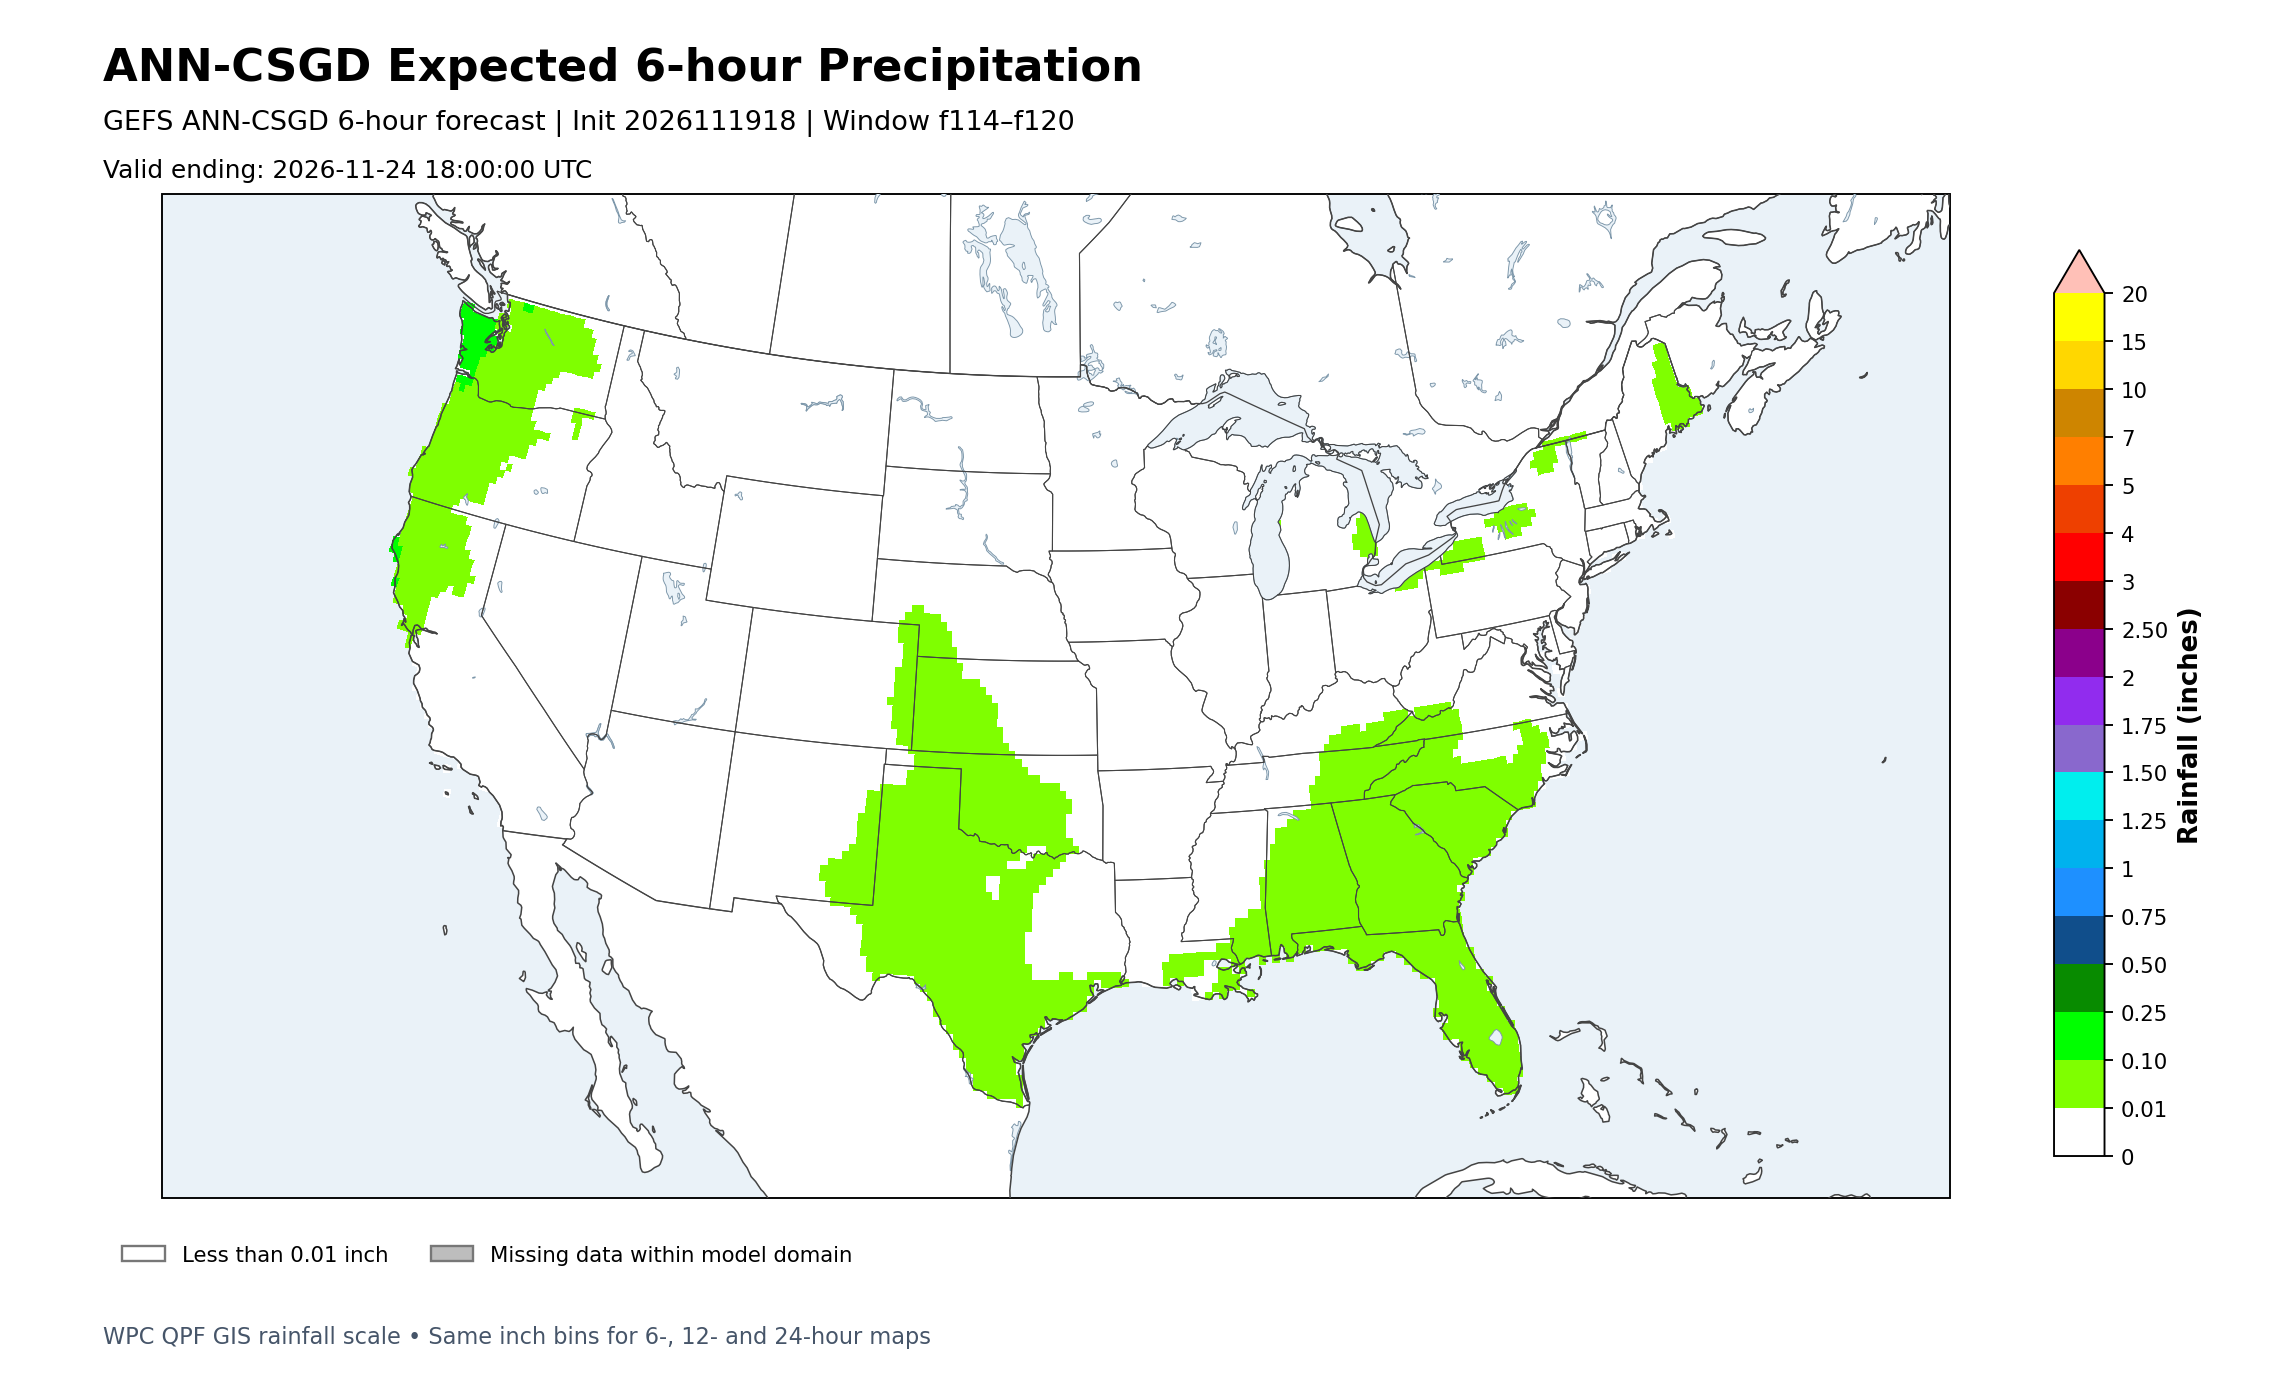 ANN-CSGD Expected 6-hour Precipitation
GEFS ANN-CSGD 6-hour forecast | Init 2026111918 | Window f114–f120
Valid ending: 2026-11-24 18:00:00 UTC
20
15
10
7
5
4
3
2.50
2
1.75
1.50
1.25
1
0.75
0.50
0.25
0.10
0.01
0
Rainfall (inches)
Less than 0.01 inch
Missing data within model domain
WPC QPF GIS rainfall scale • Same inch bins for 6-, 12- and 24-hour maps